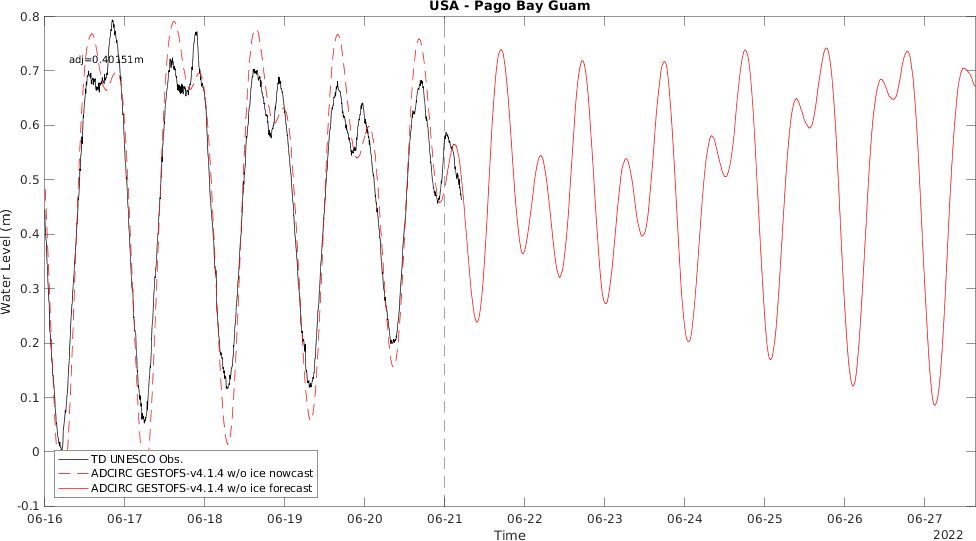 USA - Pago Bay Guam
0.8
adj=0.40151m
0.7
0.6
0.5
0.4
0.3
0.2
0.1
0
-0.1
Water Level (m)
TD UNESCO Obs.
ADCIRC GESTOFS-v4.1.4 w/o ice nowcast
ADCIRC GESTOFS-v4.1.4 w/o ice forecast
06-16 06-17 06-18 06-19 06-20 06-21 06-22 06-23 06-24 06-25 06-26 06-27
Time
2022